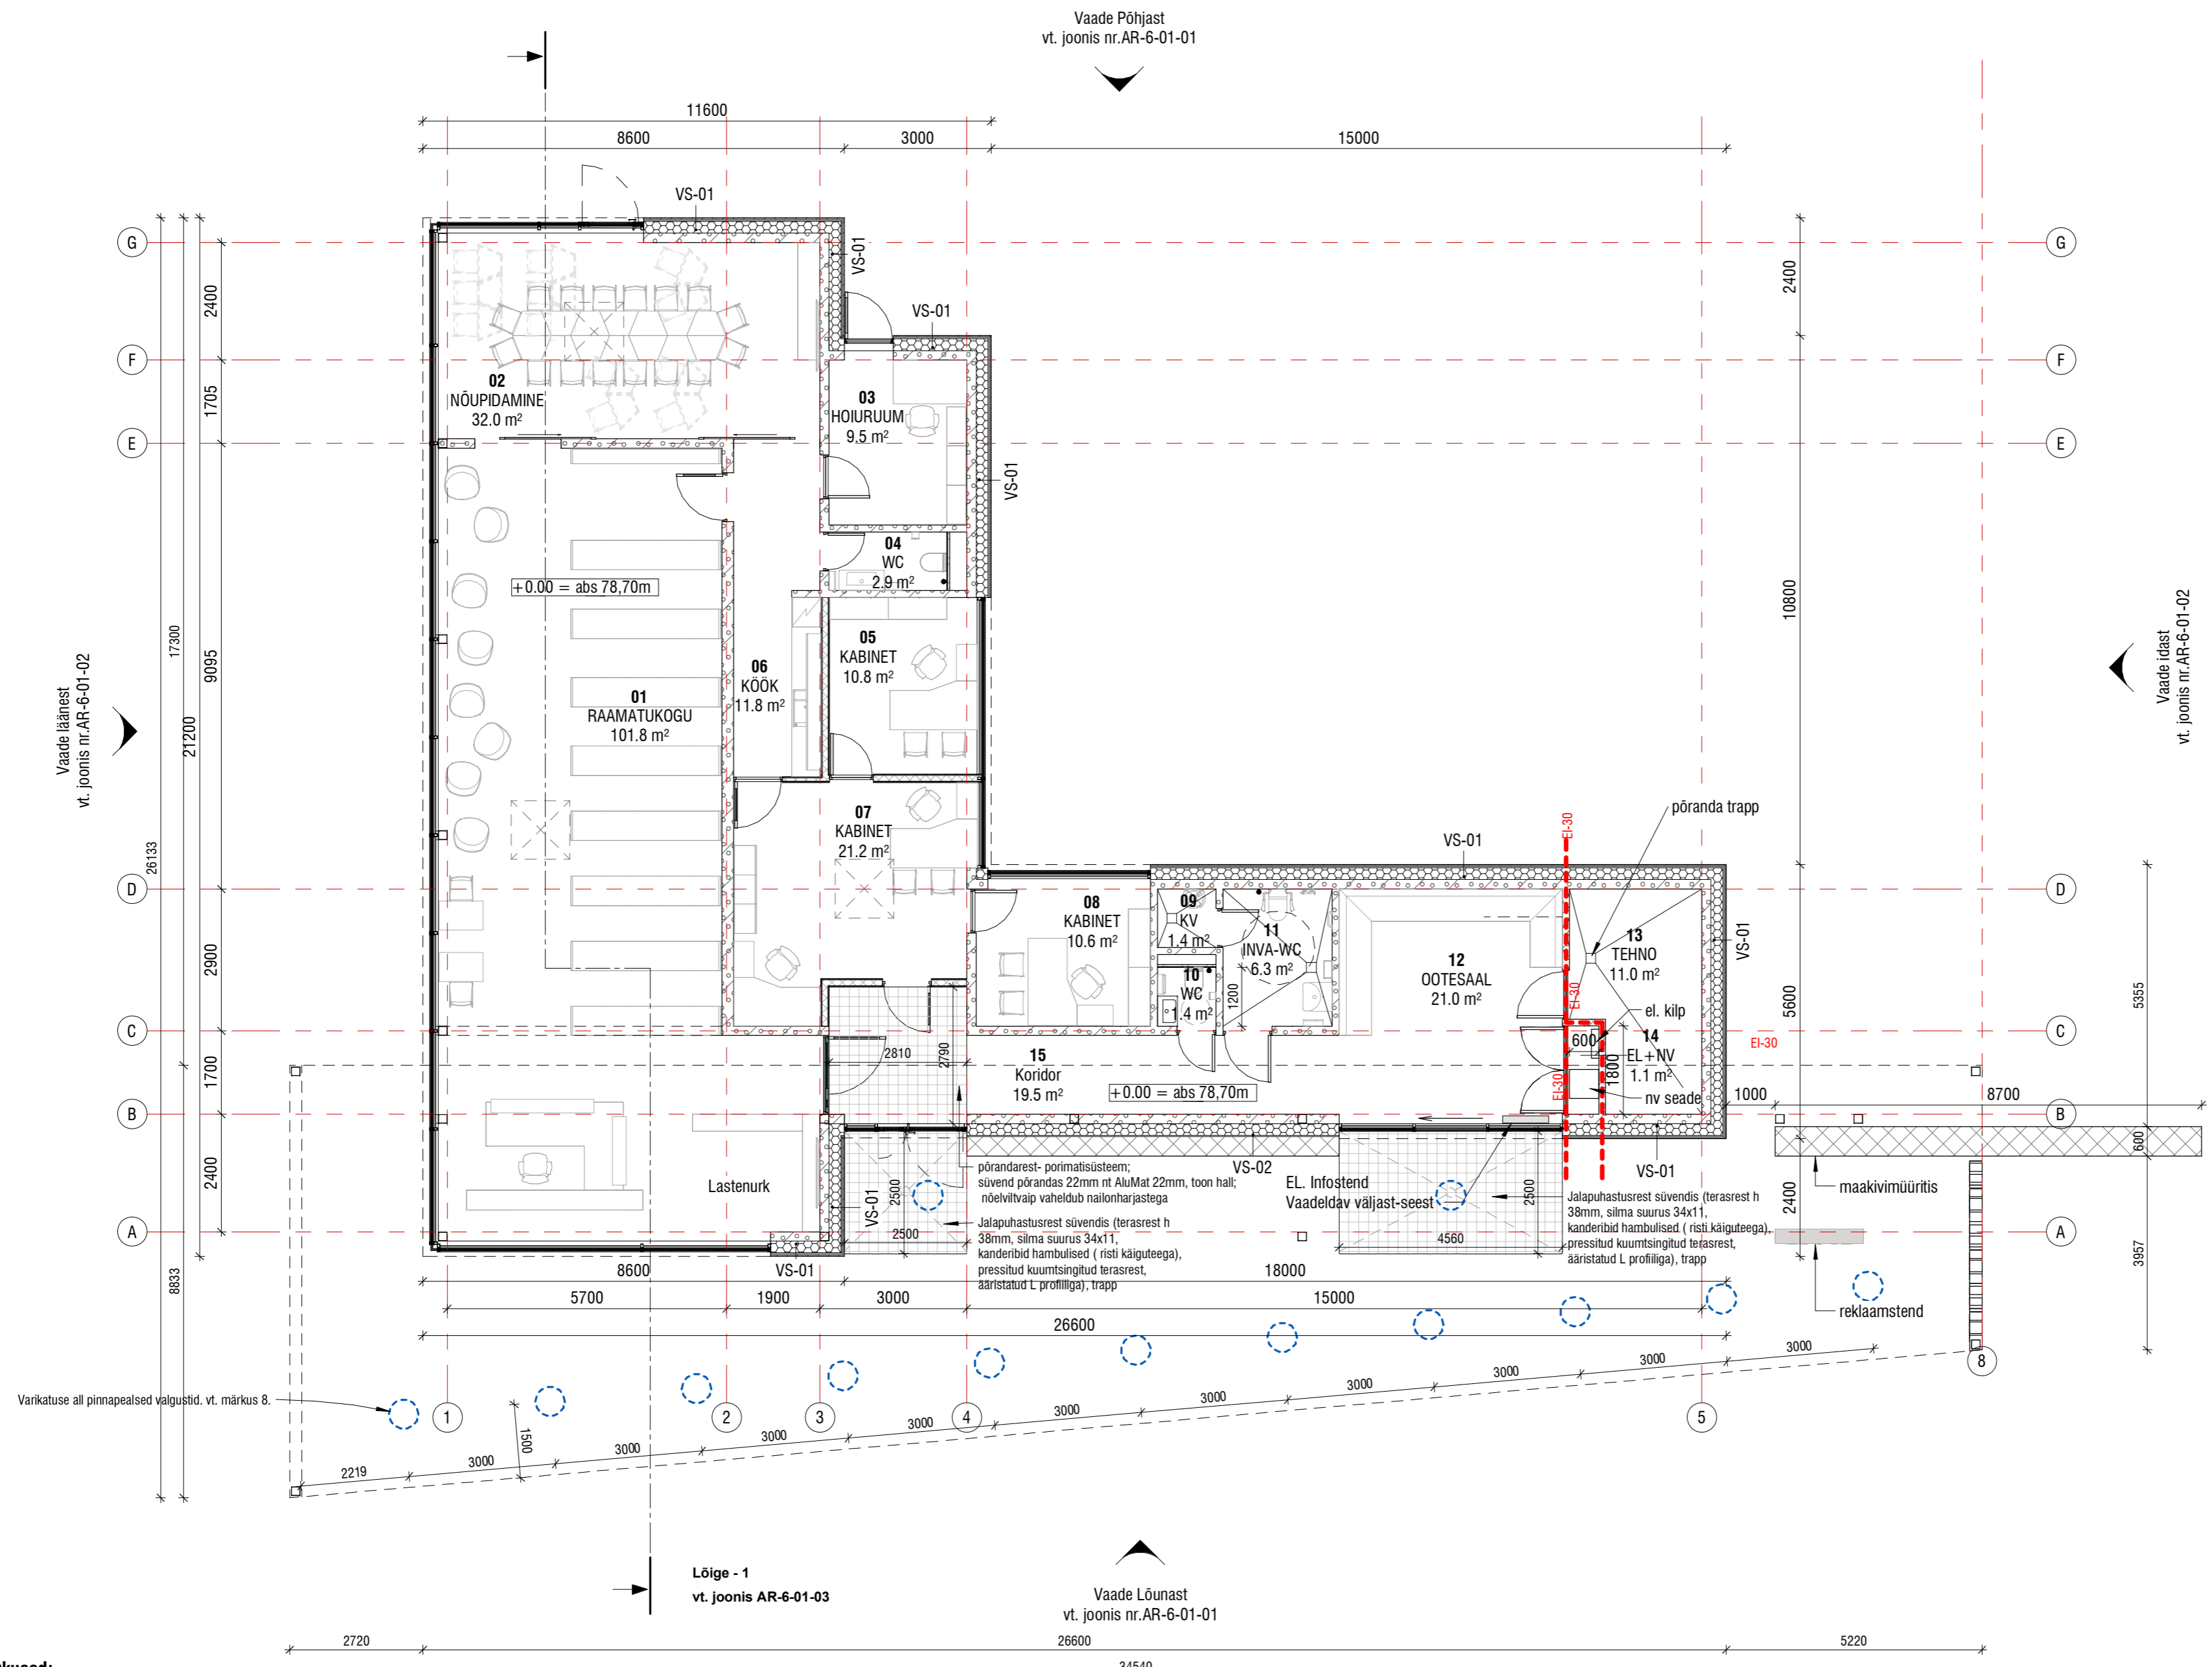 Vaade Põhjast
vt. joonis nr.AR-6-01-01
11600
8600
3000
15000
VS-01
G
G
VS-01
2400
2400
VS-01
F
F
02
NÕUPIDAMINE
32.0 m²
03
HOIURUUM
9.5 m²
1705
E
E
VS-01
04
WC
2.9 m²
+0.00 = abs 78,70m
10800
17300
21200
26133
9095
05
KABINET
10.8 m²
06
KÖÖK
11.8 m²
01
RAAMATUKOGU
101.8 m²
Vaade läänest
vt. joonis nr.AR-6-01-02
Vaade idast
vt. joonis nr.AR-6-01-02
07
KABINET
21.2 m²
põranda trapp
EI-30
VS-01
D
D
08
KABINET
10.6 m²
09
KV
1.4 m²
11
INVA-WC
6.3 m²
10
WC
1.4 m²
1200
12
OOTESAAL
21.0 m²
13
TEHNO
11.0 m²
VS-01
2900
5600
5355
EI-30
el. kilp
C
C
600
14
EL+NV
1.1 m²
1800
EI-30
EI-30
nv seade
2810
2790
15
Koridor
19.5 m²
+0.00 = abs 78,70m
1700
1000
8700
B
B
600
põrandarest- porimatisüsteem;
süvend põrandas 22mm nt AluMat 22mm, toon hall;
nõelviltvaip vaheldub nailonharjastega
VS-02
EL. Infostend
Vaadeldav väljast-seest
VS-01
maakivimüüritis
Lastenurk
VS-01
2500
2500
2500
4560
2400
2400
3957
Jalapuhastusrest süvendis (terasrest h
38mm, silma suurus 34x11,
kanderibid hambulised ( risti käiguteega),
pressitud kuumtsingitud terasrest,
ääristatud L profiiliga), trapp
Jalapuhastusrest süvendis (terasrest h
38mm, silma suurus 34x11,
kanderibid hambulised ( risti käiguteega),
pressitud kuumtsingitud terasrest,
ääristatud L profiiliga), trapp
A
A
VS-01
8600
18000
8833
5700
1900
3000
15000
reklaamstend
26600
8
Varikatuse all pinnapealsed valgustid. vt. märkus 8.
1
2
3
4
5
1500
2219
3000
3000
3000
3000
3000
3000
3000
3000
3000
3000
Lõige - 1
vt. joonis AR-6-01-03
Vaade Lõunast
vt. joonis nr.AR-6-01-01
2720
26600
5220
34540